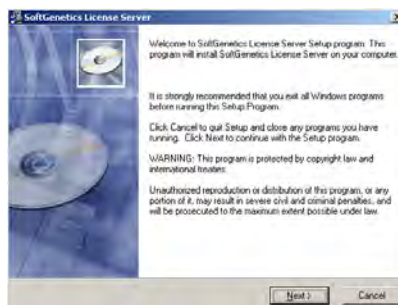 SoftGenetics License Server
Welcome to SoftGenetics License Server Setup program. This
program will install SoftGenetics License Server on your computer.
It is strongly recommended that you exit all Windows programs
before running this Setup Program.
Click Cancel to quit Setup and close any programs you have
running. Click Next to continue with the Setup program.
WARNING: This program is protected by copyright law and
international treaties.
Unauthorized reproduction or distribution of this program, or any
portion of it, may result in severe civil and criminal penalties, and
will be prosecuted to the maximum extent possible under law.
Next >
Cancel